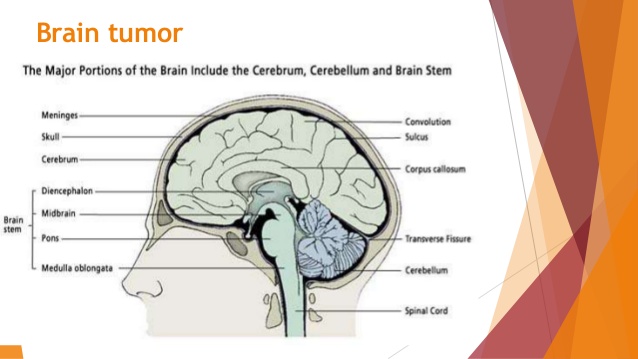 Brain tumor
The Major Portions of the Brain Include the Cerebrum, Cerebellum and Brain Stem
Meninges
Skull
Cerebrum
Diencephalon
Brain
stem
Midbrain
Pons
Medulla oblongata
Convolution
Sulcus
Corpus callosum
Transverse Fissure
Cerebellum
Spinal Cord